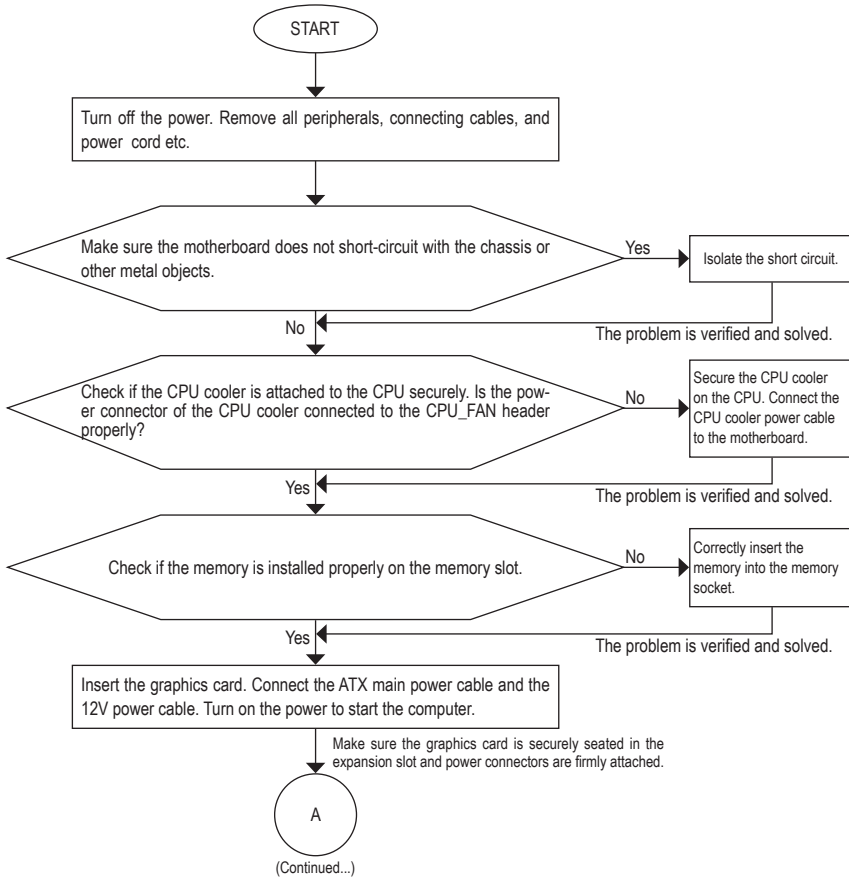 START
Turn off the power. Remove all peripherals, connecting cables, and
power cord etc.
Make sure the motherboard does not short-circuit with the chassis or
other metal objects.
Yes
Isolate the short circuit.
No
The problem is verified and solved.
Check if the CPU cooler is attached to the CPU securely. Is the pow-
er connector of the CPU cooler connected to the CPU_FAN header
properly?
No
Secure the CPU cooler
on the CPU. Connect the
CPU cooler power cable
to the motherboard.
Yes
The problem is verified and solved.
Check if the memory is installed properly on the memory slot.
No
Correctly insert the
memory into the memory
socket.
Yes
The problem is verified and solved.
Insert the graphics card. Connect the ATX main power cable and the
12V power cable. Turn on the power to start the computer.
Make sure the graphics card is securely seated in the
expansion slot and power connectors are firmly attached.
A
(Continued...)